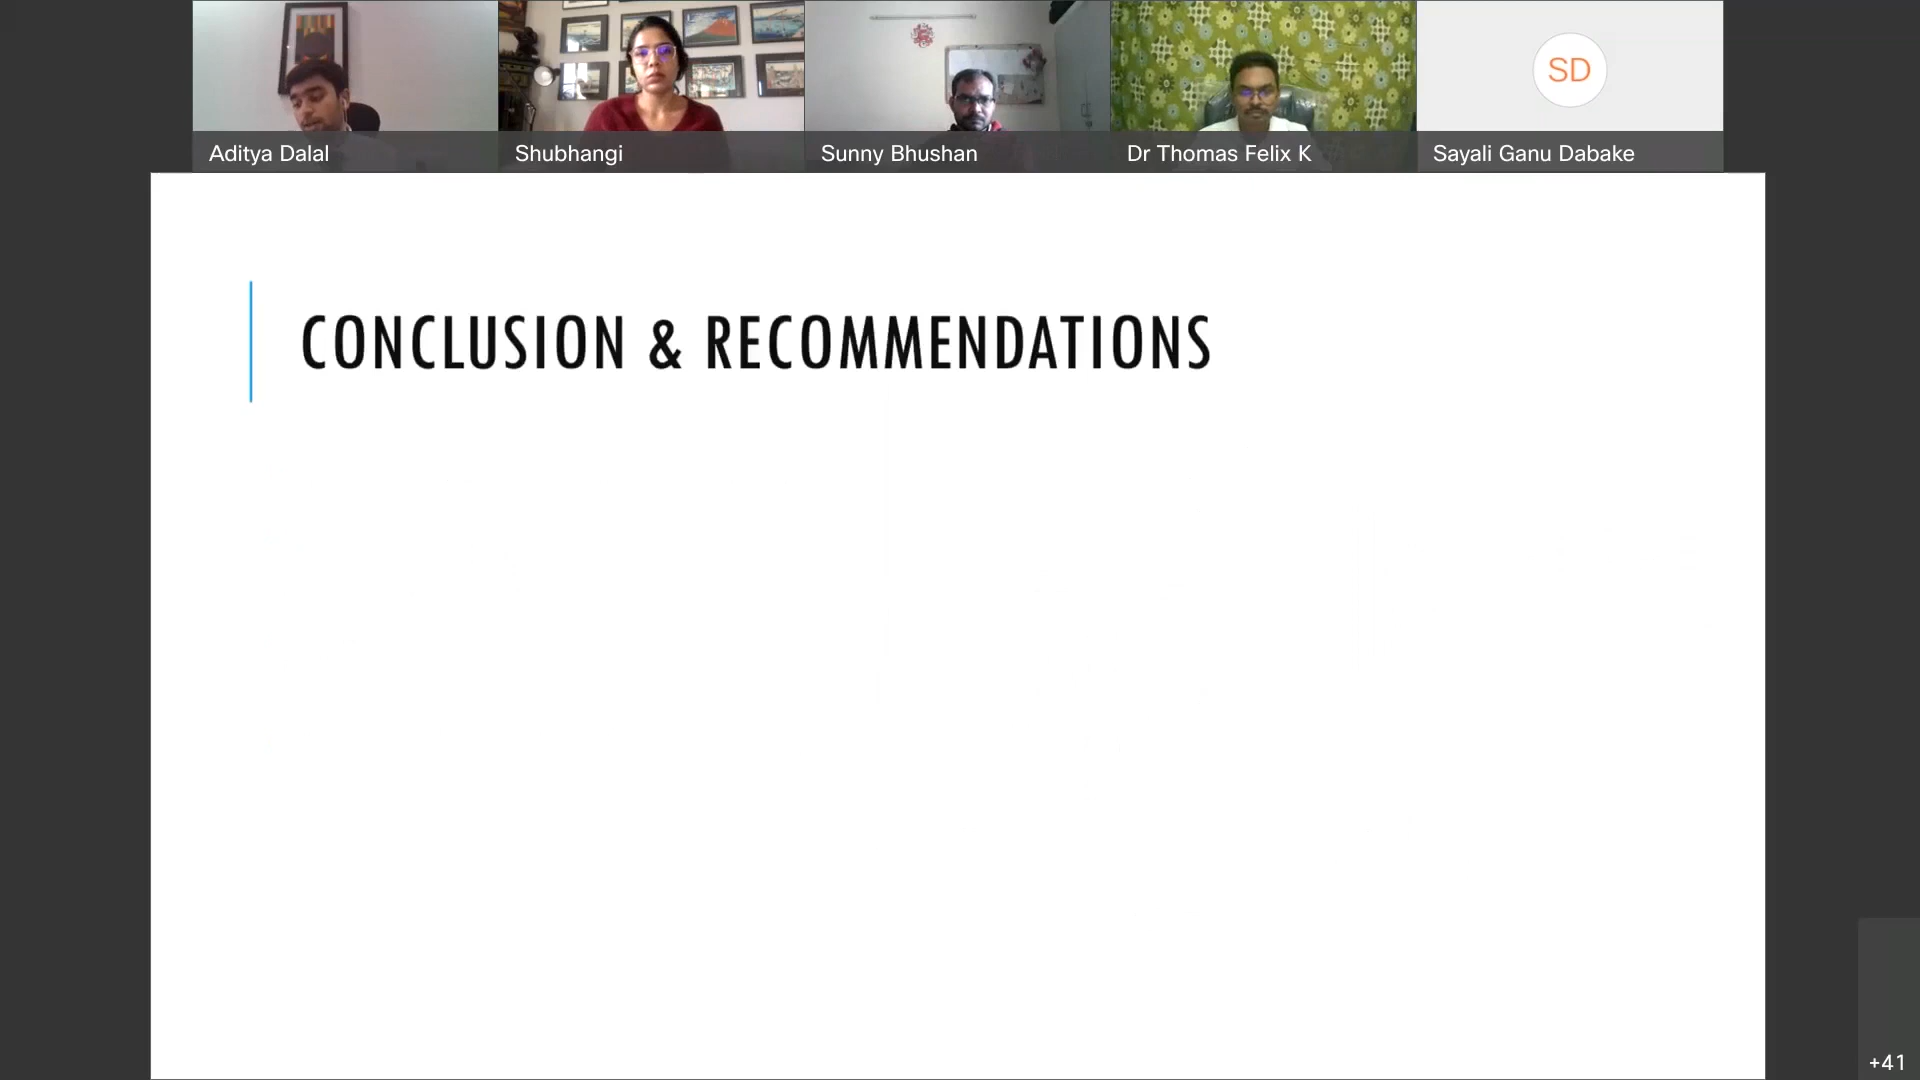 SD
Aditya Dalal
Shubhangi
Sunny Bhushan
Dr Thomas Felix K
Sayali Ganu Dabake
CONCLUSION & RECOMMENDATIONS
+41